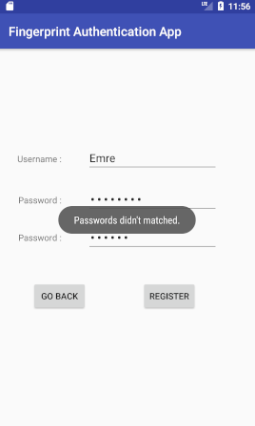 11:56
Fingerprint Authentication App
Username : Emre
Password : ••••••••
Passwords didn't matched.
Password : ••••••
GO BACK REGISTER